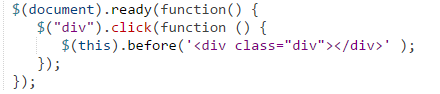 $(document).ready(function() {
    $("div").click(function () {
        $(this).before('<div class="div"></div>' );
    });
});